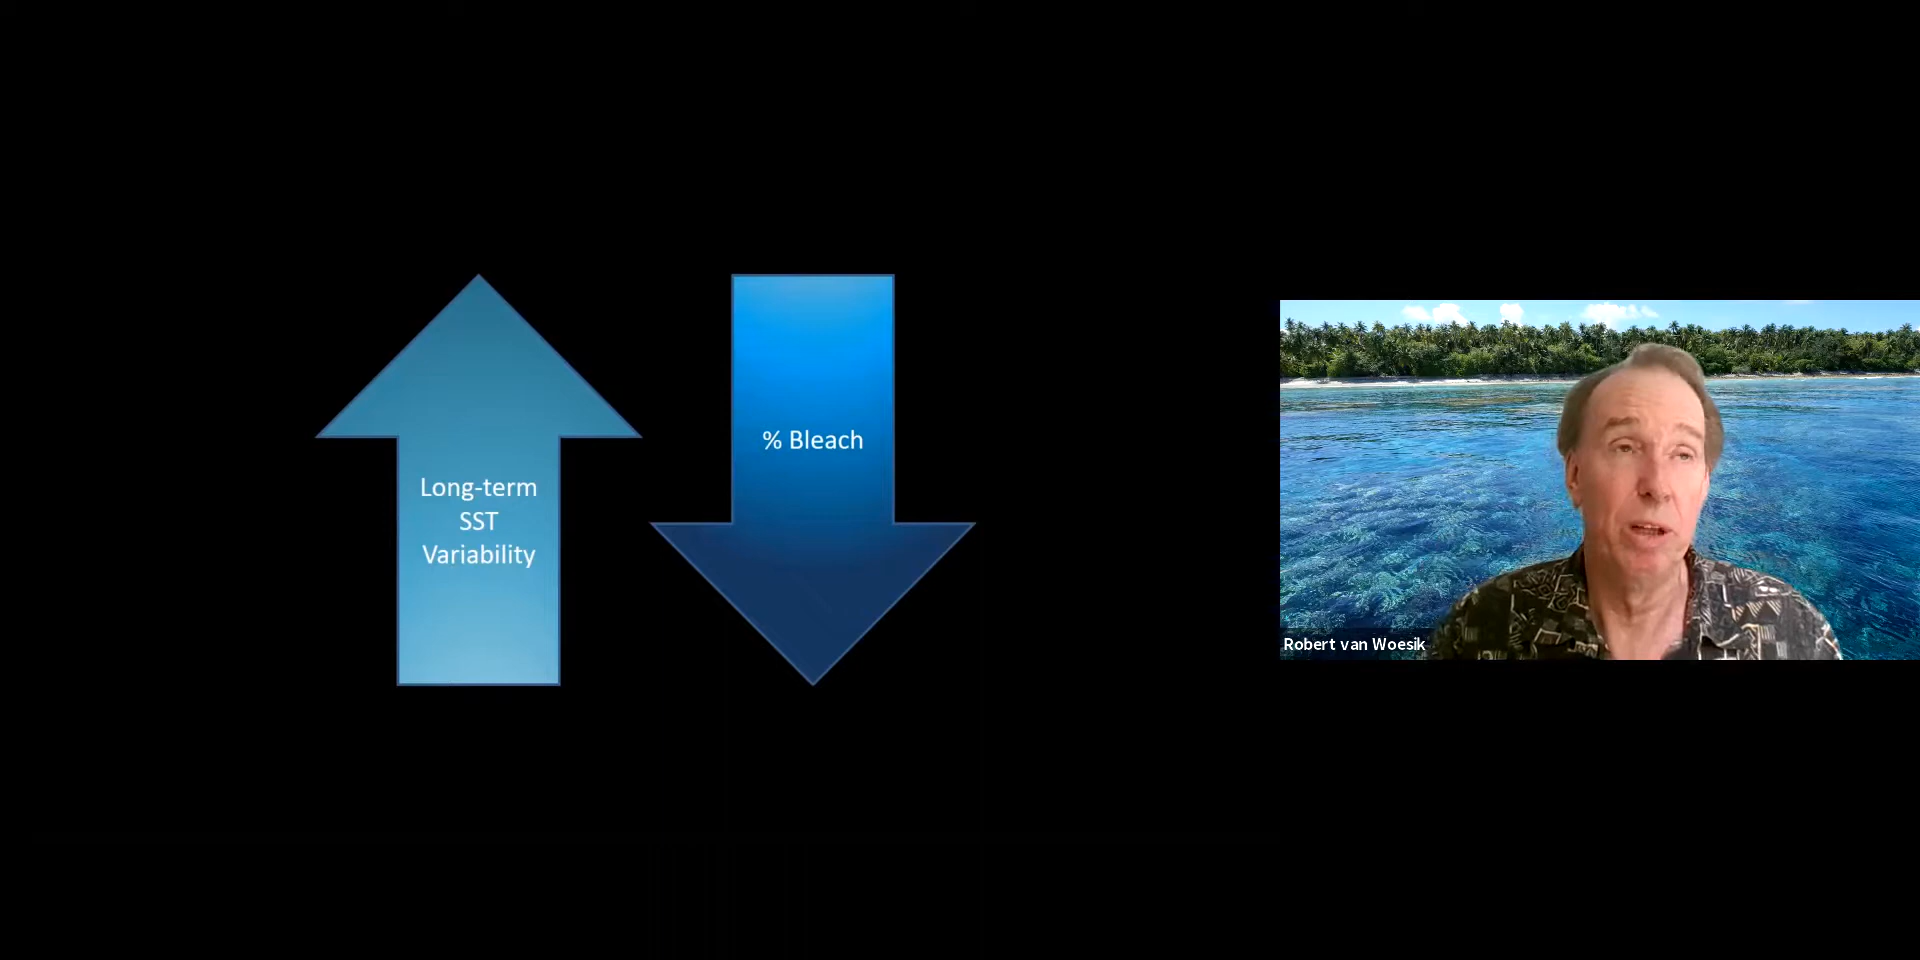 Long-term
SST
Variability
% Bleach
Robert van Woesik